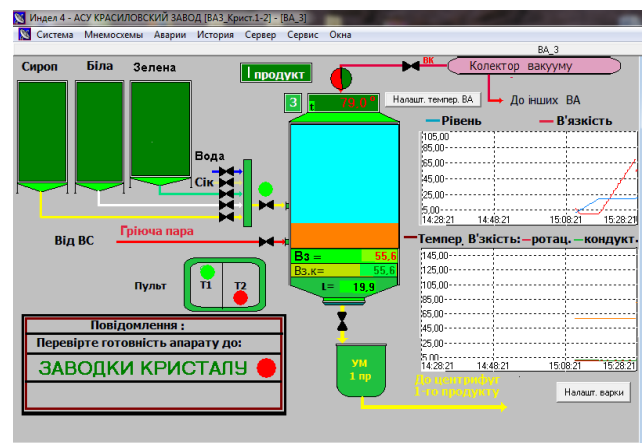 Индел 4 - АСУ КРАСИЛОВСКИЙ ЗАВОД [ВАЗ_Крист.1-2] - [ВА_3]
Система Мнемосхемы Аварии История Сервер Сервис Окна
ВА_3
Сироп Біла Зелена
І продукт
ВК
Колектор вакууму
3
70.0°
Налашт. темпер. ВА
До інших ВА
Рівень В'язкість
105,00
85,00
65,00
45,00
25,00
5,00
14:28:21 14:48:21 15:08:21 15:28:21
Вода
Сік
Гріюча пара
Від ВС
Темпер. В'зкість: ротац. кондукт.
145,00
125,00
105,00
85,00
65,00
45,00
25,00
5,00
14:28:21 14:48:21 15:08:21 15:28:21
Вз = 55,6
Вз.к= 55,6
t= 19,9
Пульт
Т1 Т2
Повідомлення :
Перевірте готовність апарату до:
ЗАВОДКИ КРИСТАЛУ
УМ
1 пр
До центрифуг
1-го продукту
Налашт. варки